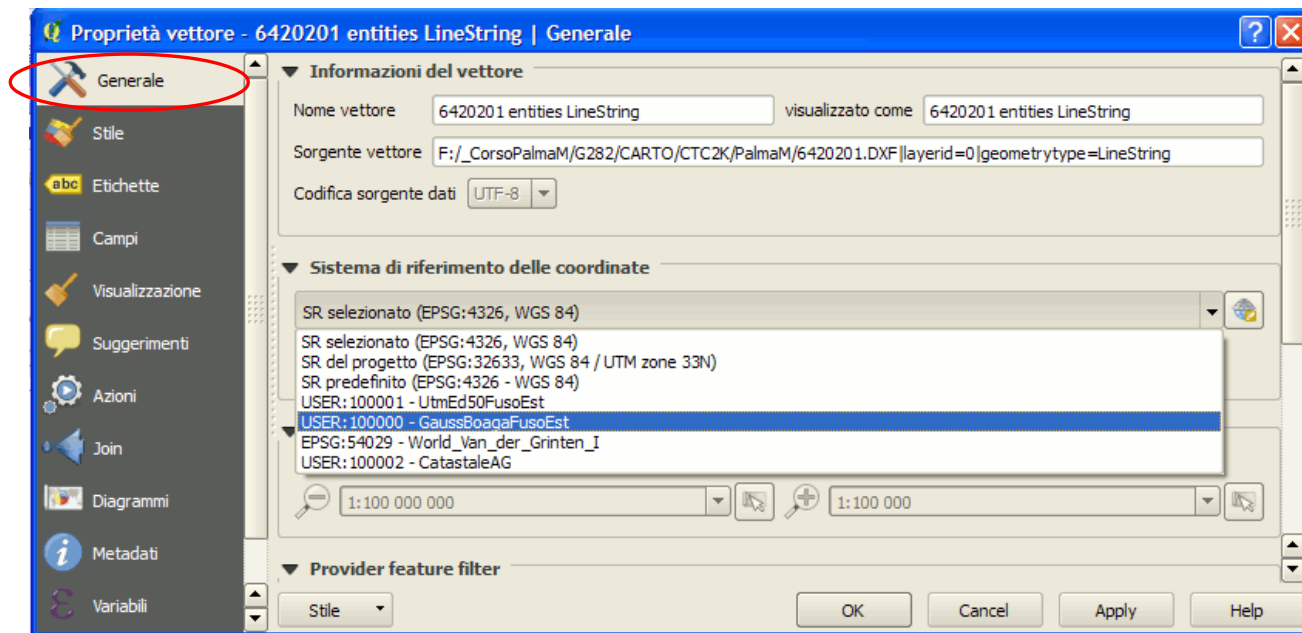 Proprietà vettore - 6420201 entities LineString | Generale
Generale
Stile
abc Etichette
Campi
Visualizzazione
Suggerimenti
Azioni
Join
Diagrammi
Metadati
Variabili
Informazioni del vettore
Nome vettore 6420201 entities LineString visualizzato come 6420201 entities LineString
Sorgente vettore F:/_CorsoPalmaM/G282/CARTO/CTC2K/PalmaM/6420201.DXF|layerid=0|geometrytype=LineString
Codifica sorgente dati UTF-8
Sistema di riferimento delle coordinate
SR selezionato (EPSG:4326, WGS 84)
SR selezionato (EPSG:4326, WGS 84)
SR del progetto (EPSG:32633, WGS 84 / UTM zone 33N)
SR predefinito (EPSG:4326 - WGS 84)
USER:100001 - UtmEd50FusoEst
USER:100000 - GaussBoagaFusoEst
EPSG:54029 - World_Van_der_Grinten_I
USER:100002 - CatastaleAG
1:100 000 000 1:100 000
Provider feature filter
Stile OK Cancel Apply Help